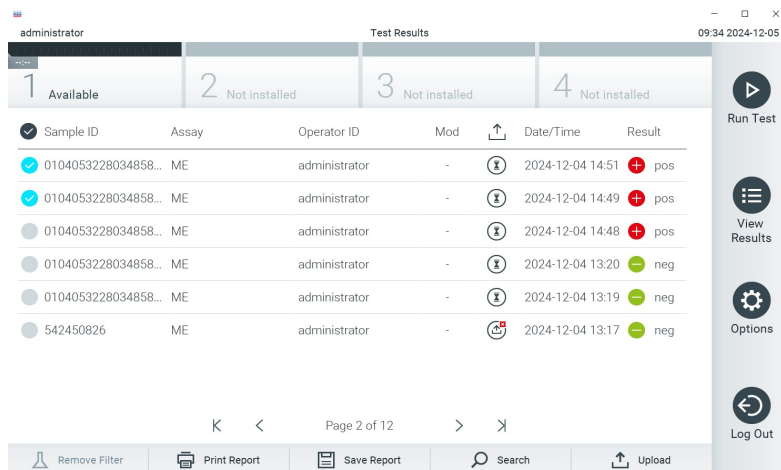 administrator Test Results 09:34 2024-12-05
--:--
1 Available 2 Not installed 3 Not installed 4 Not installed
Run Test
Sample ID Assay Operator ID Mod Date/Time Result
0104053228034858... ME administrator - 2024-12-04 14:51 pos
0104053228034858... ME administrator - 2024-12-04 14:49 pos
View
Results
0104053228034858... ME administrator - 2024-12-04 14:48 pos
0104053228034858... ME administrator - 2024-12-04 13:20 neg
0104053228034858... ME administrator - 2024-12-04 13:19 neg
Options
542450826 ME administrator - 2024-12-04 13:17 neg
Page 2 of 12
Log Out
Remove Filter Print Report Save Report Search Upload